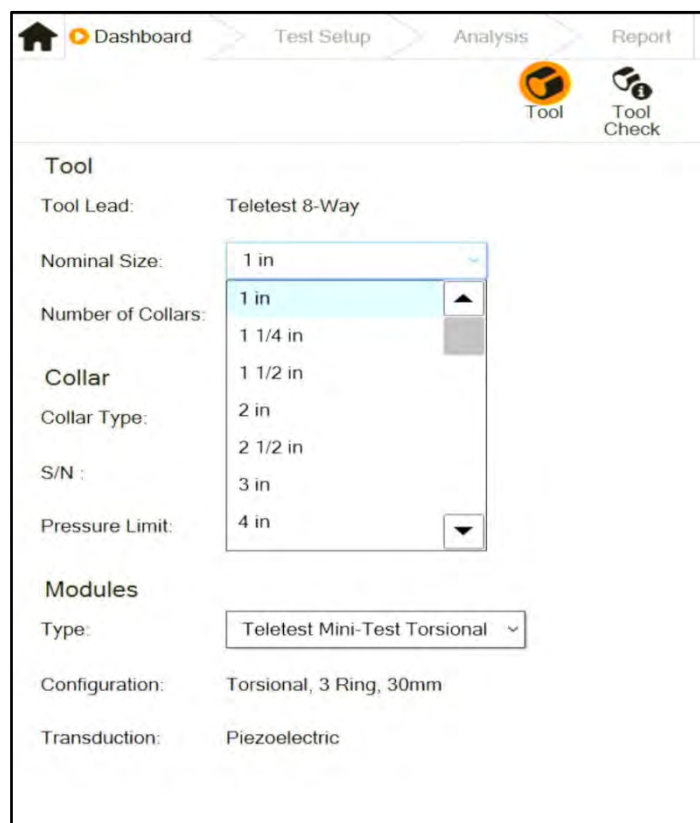 Dashboard Test Setup Analysis Report
Tool Tool Check
Tool
Tool Lead: Teletest 8-Way
Nominal Size: 1 in
1 in
Number of Collars:
1 1/4 in
1 1/2 in
Collar
2 in
Collar Type:
2 1/2 in
S/N :
3 in
Pressure Limit: 4 in
Modules
Type: Teletest Mini-Test Torsional
Configuration: Torsional, 3 Ring, 30mm
Transduction: Piezoelectric